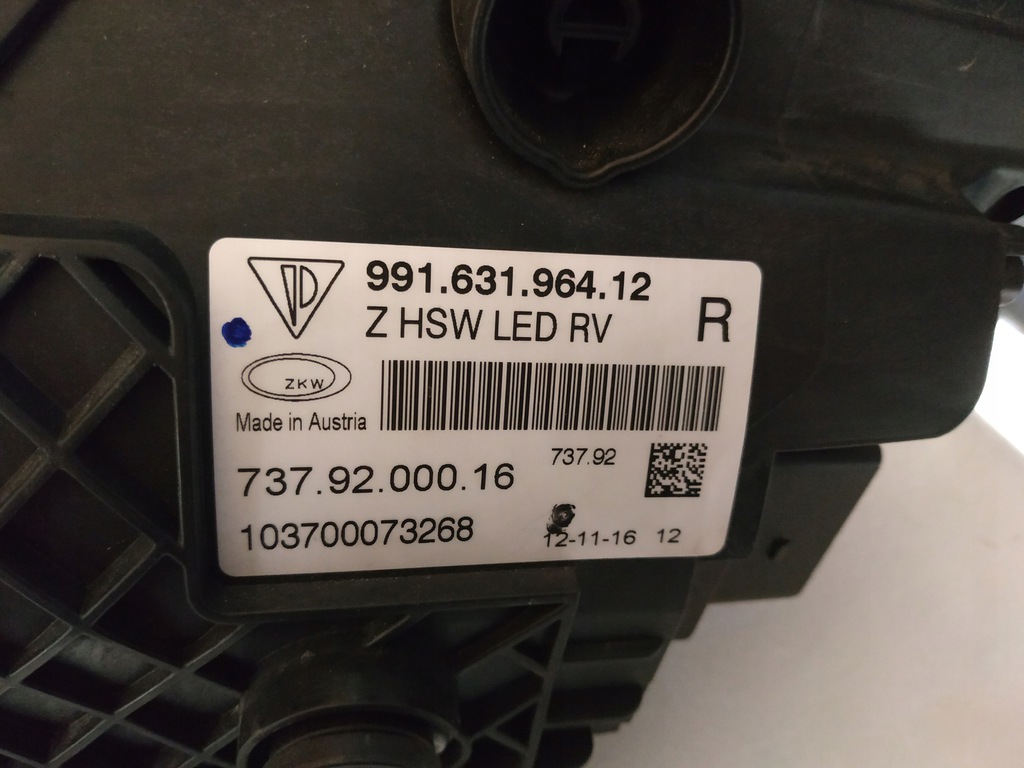 991.631.964.12
Z HSW LED RV
R
ZKW
Made in Austria
737.92
737.92.000.16
103700073268
12-11-16 12